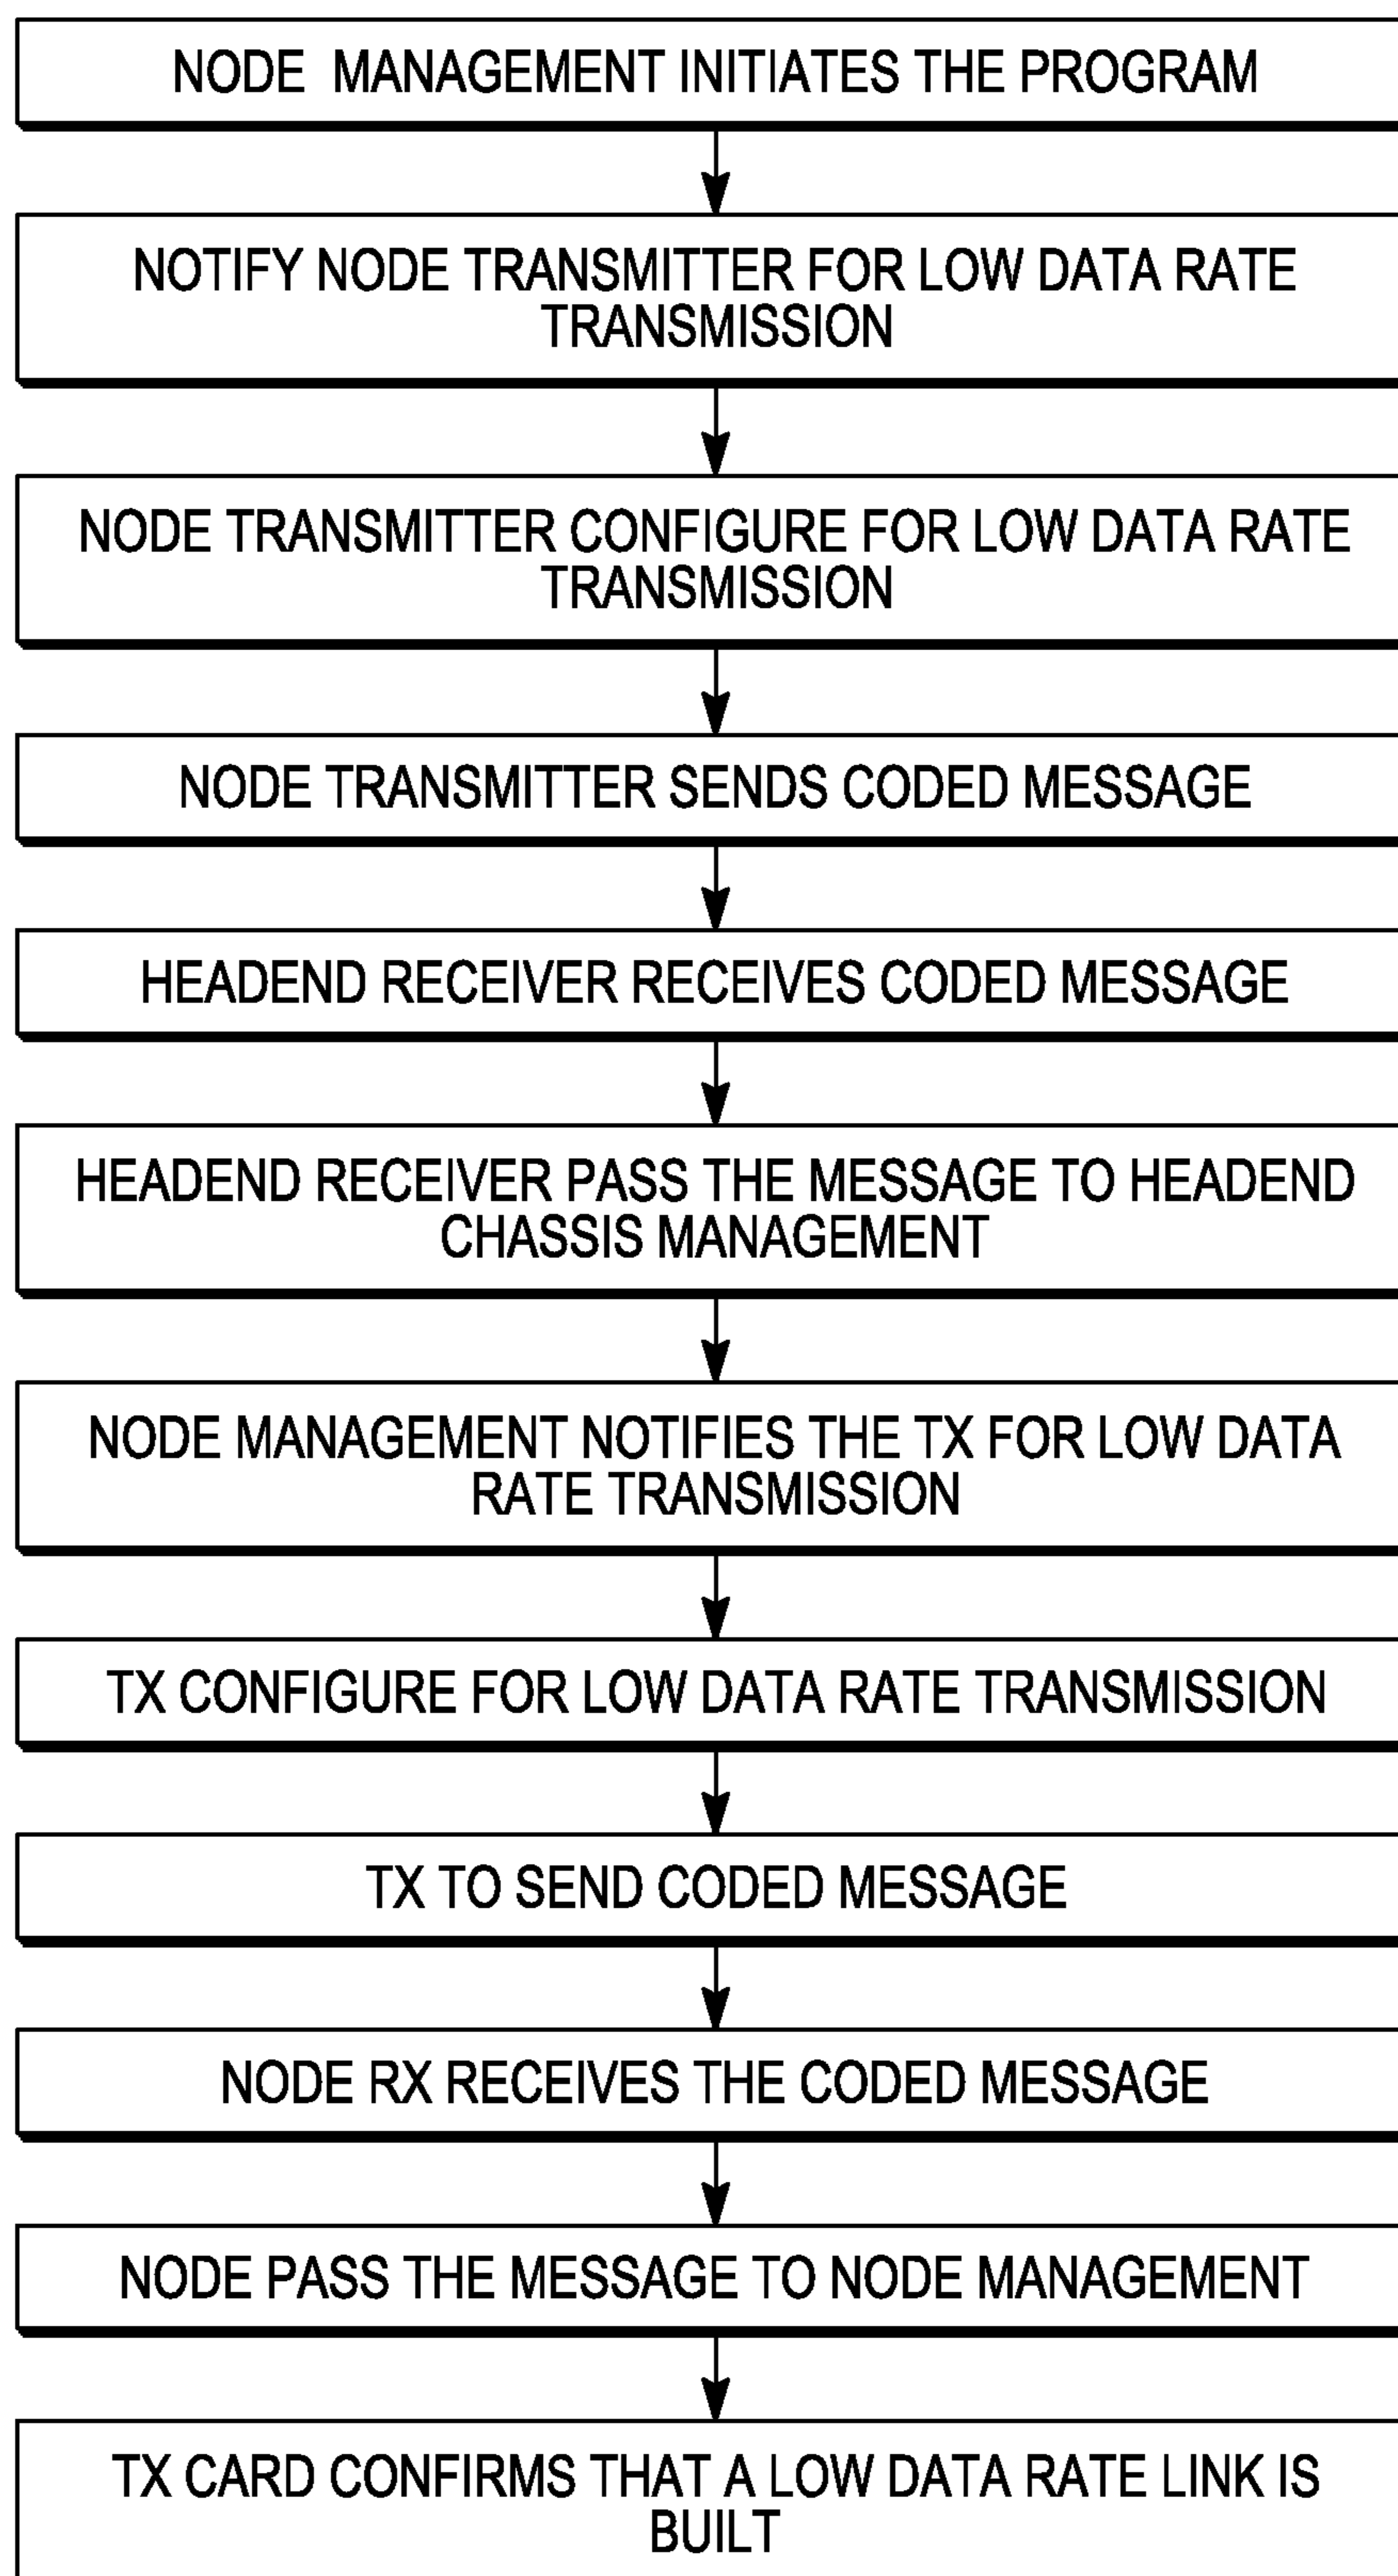 NODE MANAGEMENT INITIATES THE PROGRAM
NOTIFY NODE TRANSMITTER FOR LOW DATA RATE
TRANSMISSION
NODE TRANSMITTER CONFIGURE FOR LOW DATA RATE
TRANSMISSION
NODE TRANSMITTER SENDS CODED MESSAGE
HEADEND RECEIVER RECEIVES CODED MESSAGE
HEADEND RECEIVER PASS THE MESSAGE TO HEADEND
CHASSIS MANAGEMENT
NODE MANAGEMENT NOTIFIES THE TX FOR LOW DATA
RATE TRANSMISSION
TX CONFIGURE FOR LOW DATA RATE TRANSMISSION
TX TO SEND CODED MESSAGE
NODE RX RECEIVES THE CODED MESSAGE
NODE PASS THE MESSAGE TO NODE MANAGEMENT
TX CARD CONFIRMS THAT A LOW DATA RATE LINK IS
BUILT